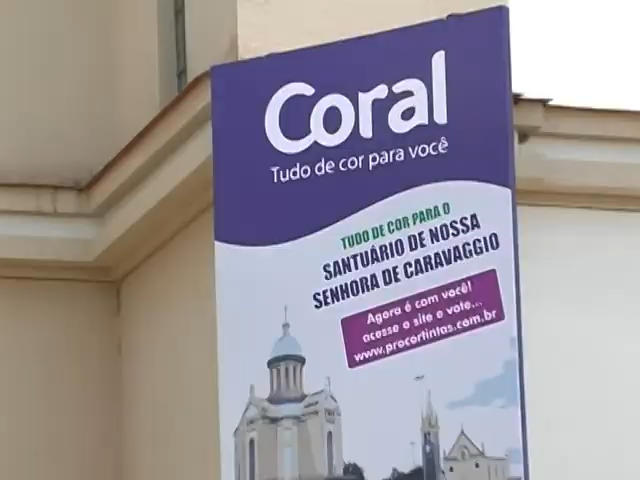 Coral
Tudo de cor para você
TUDO DE COR PARA O
SANTUÁRIO DE NOSSA
SENHORA DE CARAVAGGIO
Agora é com você!
acesse o site e vote...
www.procortintas.com.br